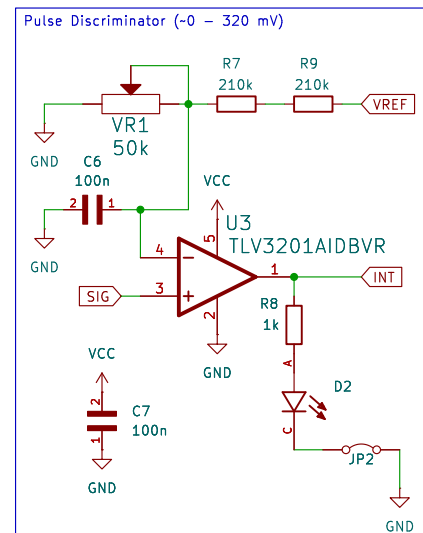 Pulse Discriminator (~0 – 320 mV)
R7
210k
R9
210k
VREF
VR1
50k
GND
C6
100n
2
1
GND
VCC
U3
TLV3201AIDBVR
5
4
1
INT
SIG
3
2
GND
R8
1k
A
D2
C
JP2
GND
VCC
2
C7
100n
1
GND